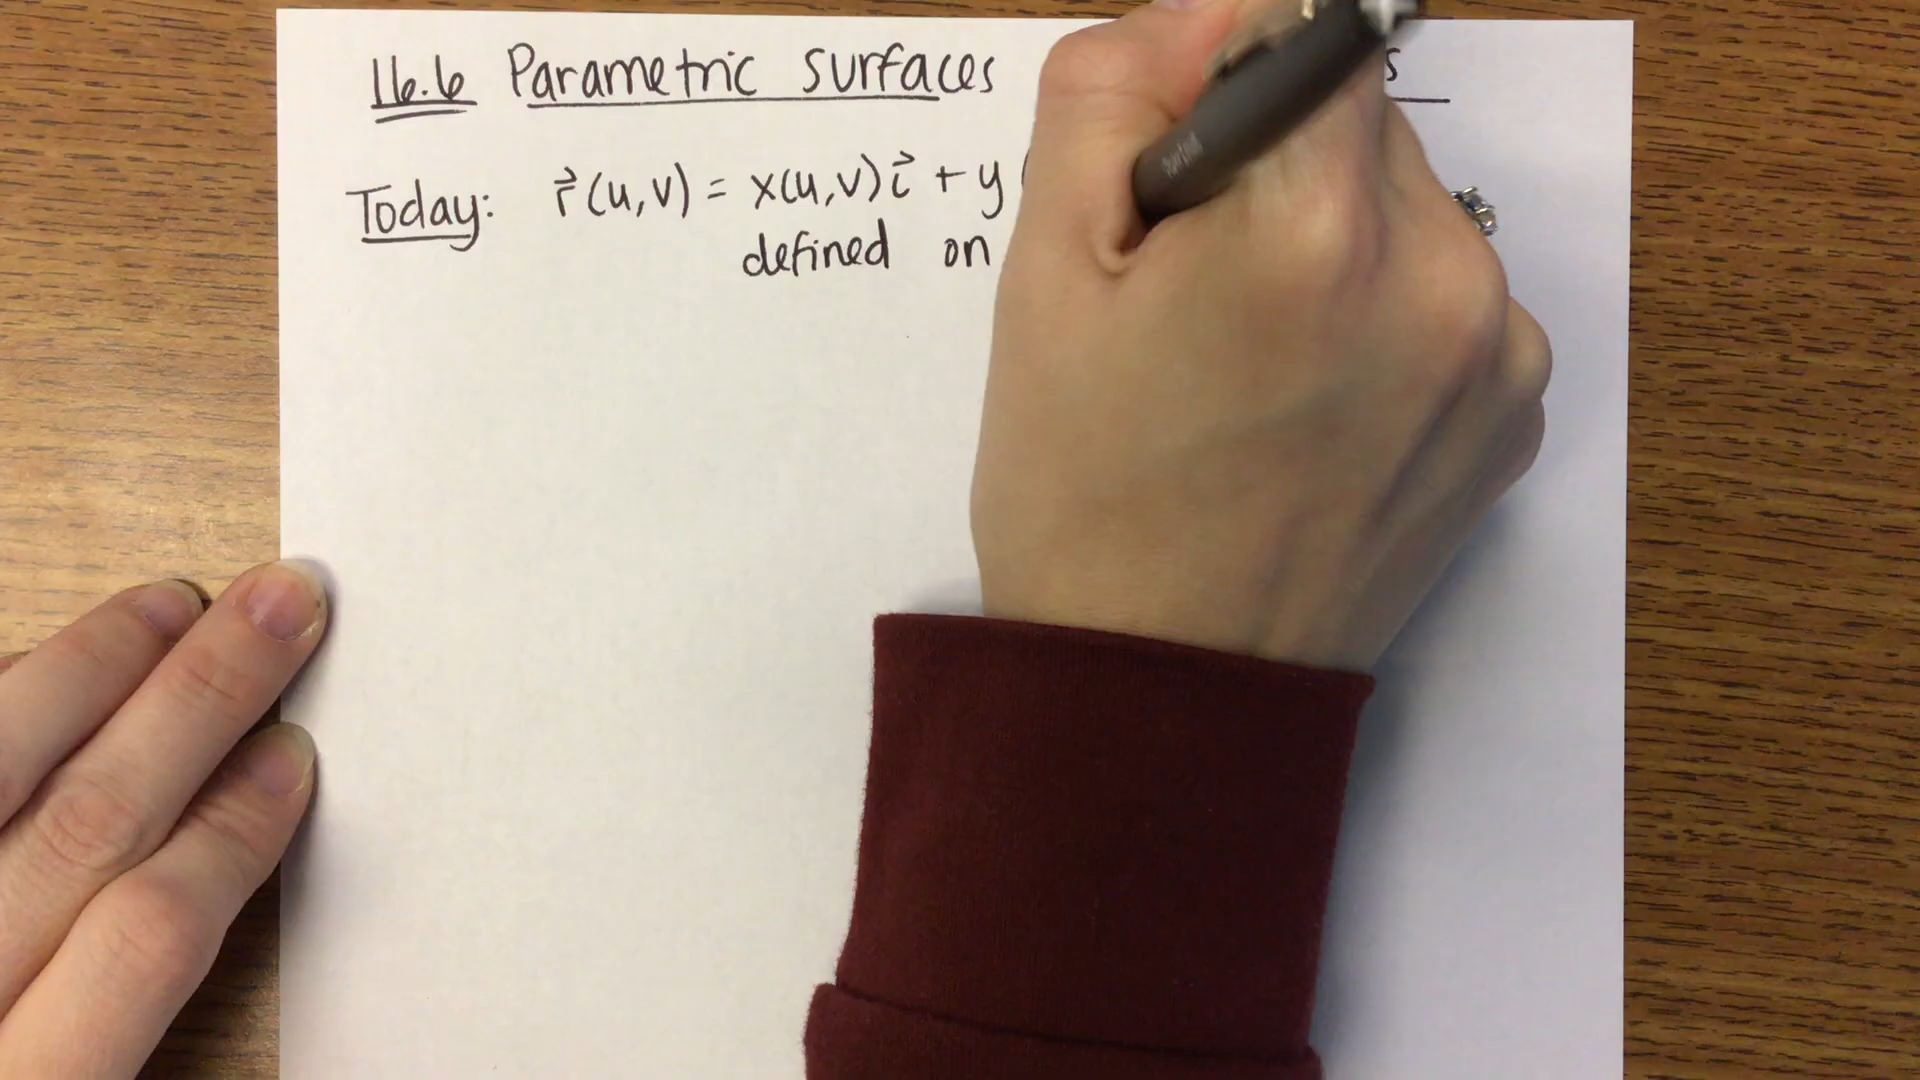 16.6 Parametric Surfaces
Today: r⃗(u,v) = x(u,v)i⃗ + y
defined on